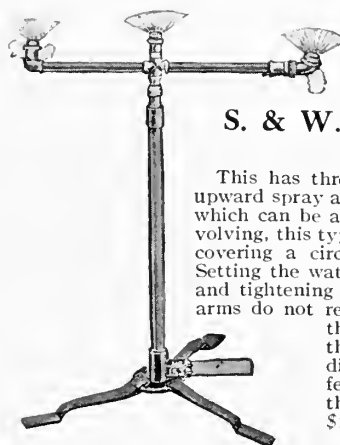 S. & W.
This has thr
upward spray a
which can be a
volving, this ty
covering a circ
Setting the wat
and tightening
arms do not re
th
th
di
fe
th
$